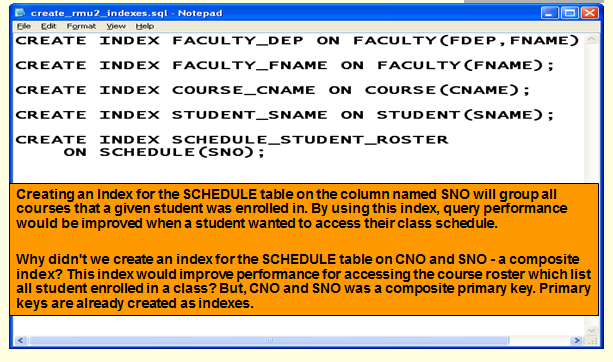 create_rmu2_indexes.sql - Notepad
File Edit Format View Help
CREATE INDEX FACULTY_DEP ON FACULTY(FDEP,FNAME)
CREATE INDEX FACULTY_FNAME ON FACULTY(FNAME);
CREATE INDEX COURSE_CNAME ON COURSE(CNAME);
CREATE INDEX STUDENT_SNAME ON STUDENT(SNAME);
CREATE INDEX SCHEDULE_STUDENT_ROSTER
ON SCHEDULE(SNO);
Creating an Index for the SCHEDULE table on the column named SNO will group all
courses that a given student was enrolled in. By using this index, query performance
would be improved when a student wanted to access their class schedule.
Why didn't we create an index for the SCHEDULE table on CNO and SNO - a composite
index? This index would improve performance for accessing the course roster which list
all student enrolled in a class? But, CNO and SNO was a composite primary key. Primary
keys are already created as indexes.